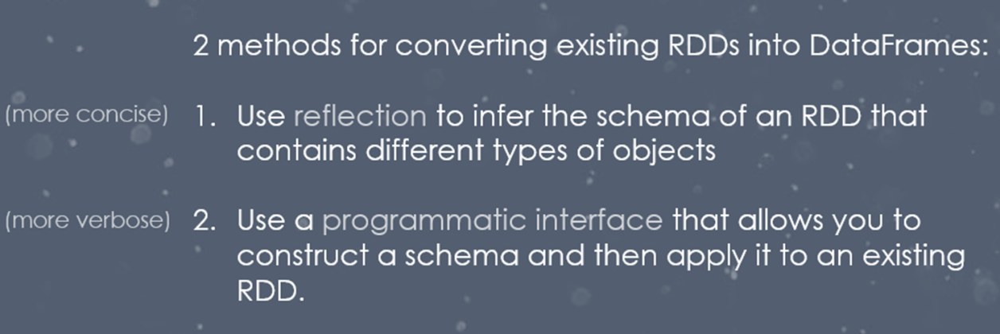 2 methods for converting existing RDDs into DataFrames:
(more concise) 1. Use reflection to infer the schema of an RDD that
contains different types of objects
(more verbose) 2. Use a programmatic interface that allows you to
construct a schema and then apply it to an existing
RDD.